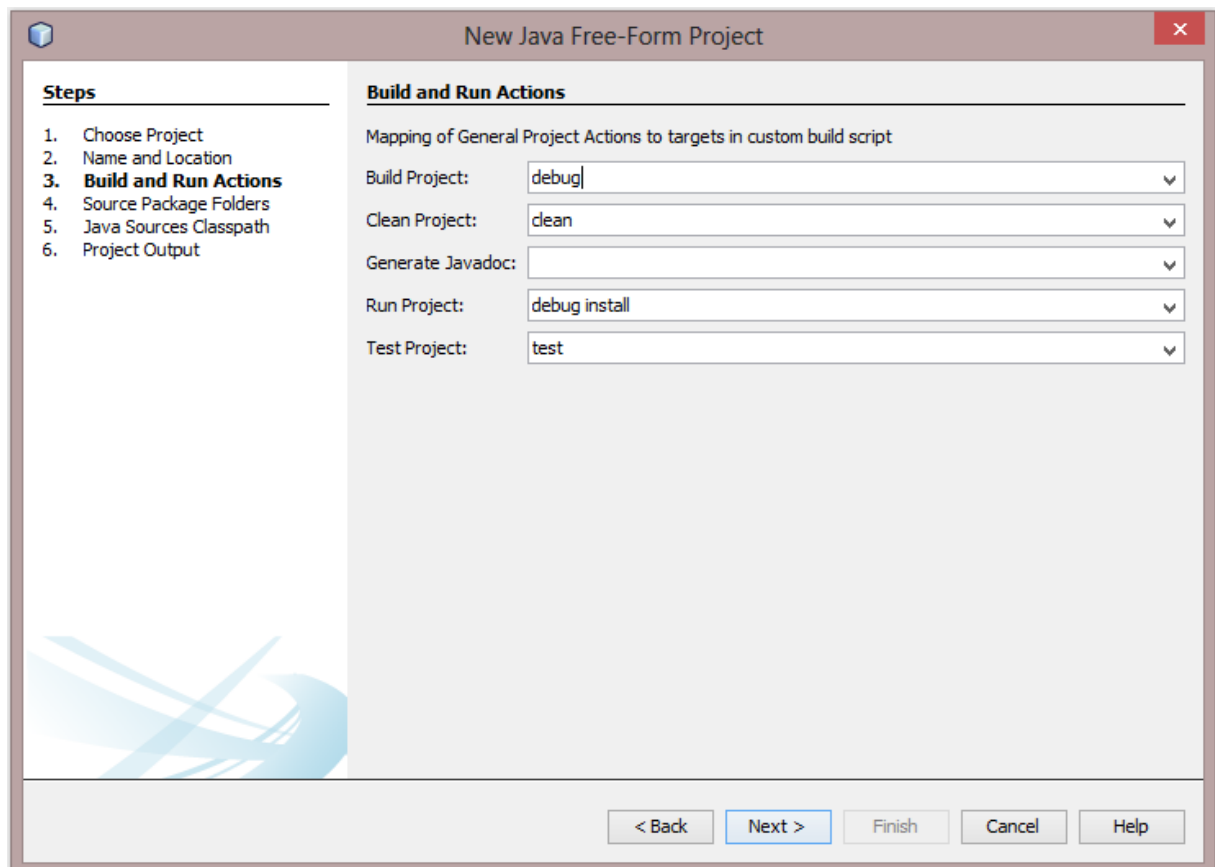 New Java Free-Form Project
Steps
1. Choose Project
2. Name and Location
3. Build and Run Actions
4. Source Package Folders
5. Java Sources Classpath
6. Project Output
Build and Run Actions
Mapping of General Project Actions to targets in custom build script
Build Project: debug
Clean Project: clean
Generate Javadoc:
Run Project: debug install
Test Project: test
< Back Next > Finish Cancel Help